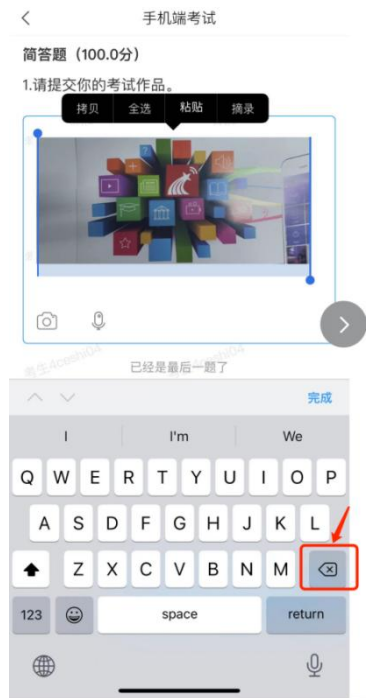 手机端考试
简答题（100.0分）
1.请提交你的考试作品。
拷贝 全选 粘贴 摘录
已经是最后一题了
完成
I I'm We
Q W E R T Y U I O P
A S D F G H J K L
Z X C V B N M
123 space return